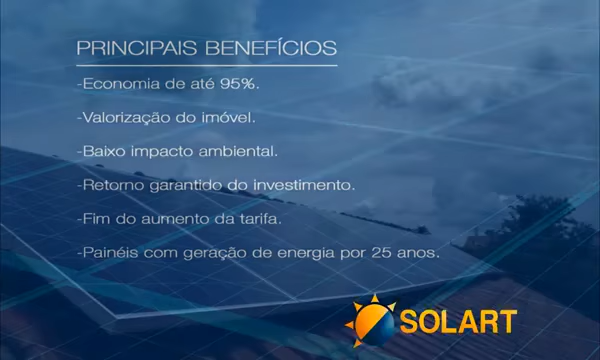 PRINCIPAIS BENEFÍCIOS
-Economia de até 95%.
-Valorização do imóvel.
-Baixo impacto ambiental.
-Retorno garantido do investimento.
-Fim do aumento da tarifa.
-Painéis com geração de energia por 25 anos.
SOLART